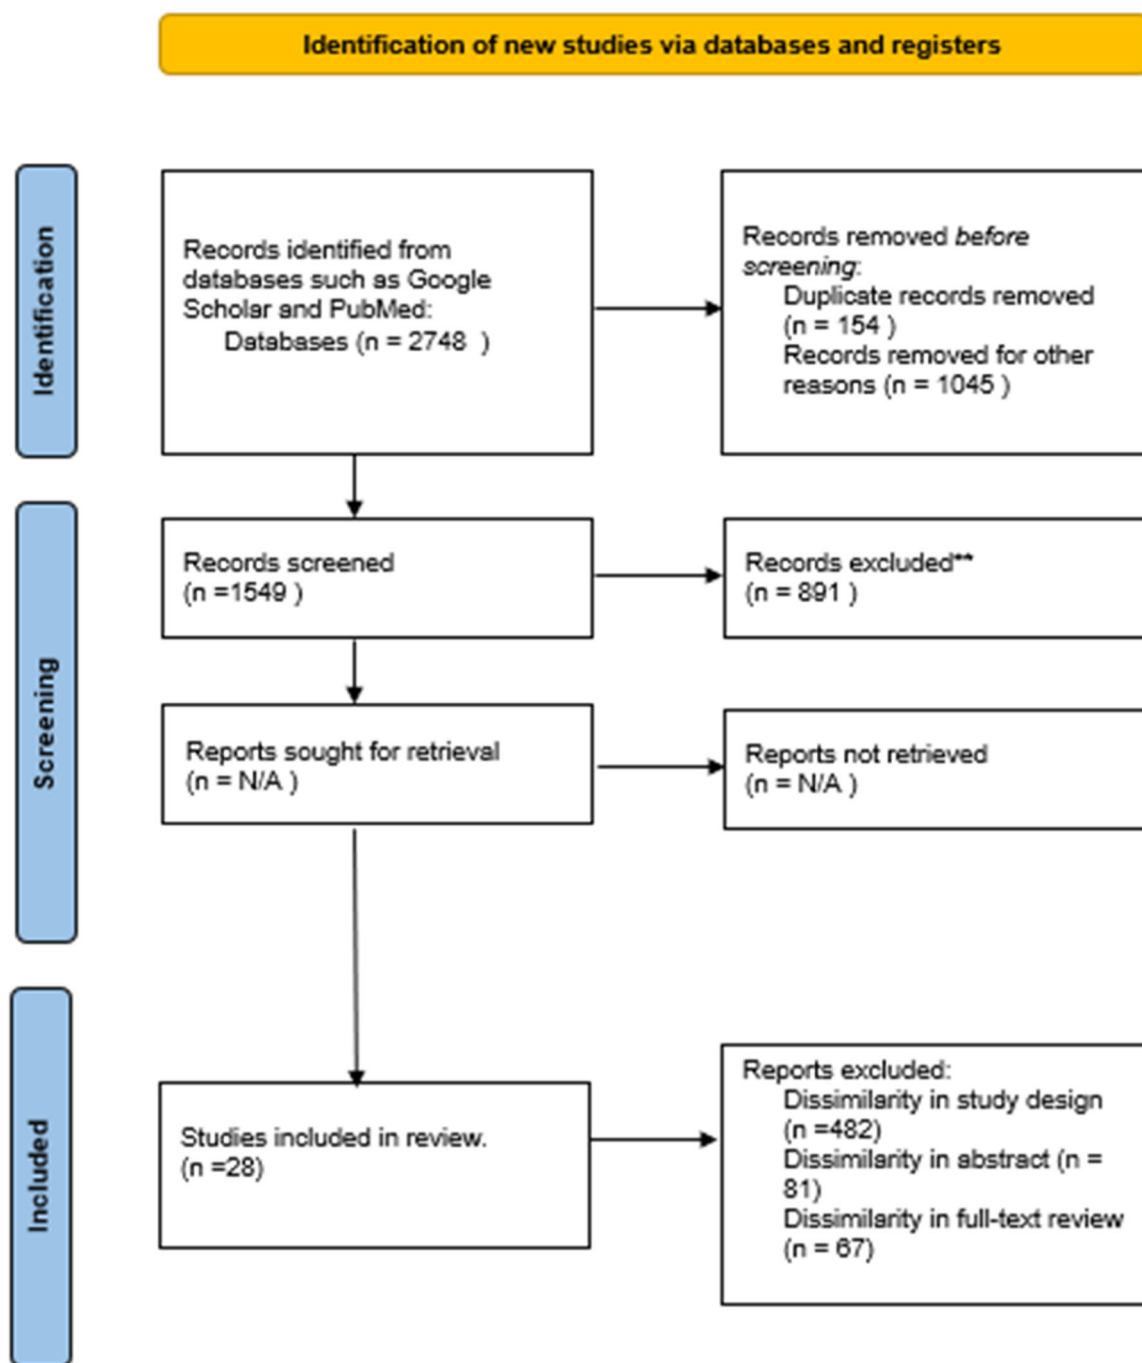 Identification of new studies via databases and registers
Identification
Records identified from
databases such as Google
Scholar and PubMed:
Databases (n = 2748 )
Records removed before
screening:
Duplicate records removed
(n = 154 )
Records removed for other
reasons (n = 1045 )
Screening
Records screened
(n =1549 )
Records excluded**
(n = 891 )
Reports sought for retrieval
(n = N/A )
Reports not retrieved
(n = N/A )
Included
Studies included in review.
(n =28)
Reports excluded:
Dissimilarity in study design
(n =482)
Dissimilarity in abstract (n =
81)
Dissimilarity in full-text review
(n = 67)